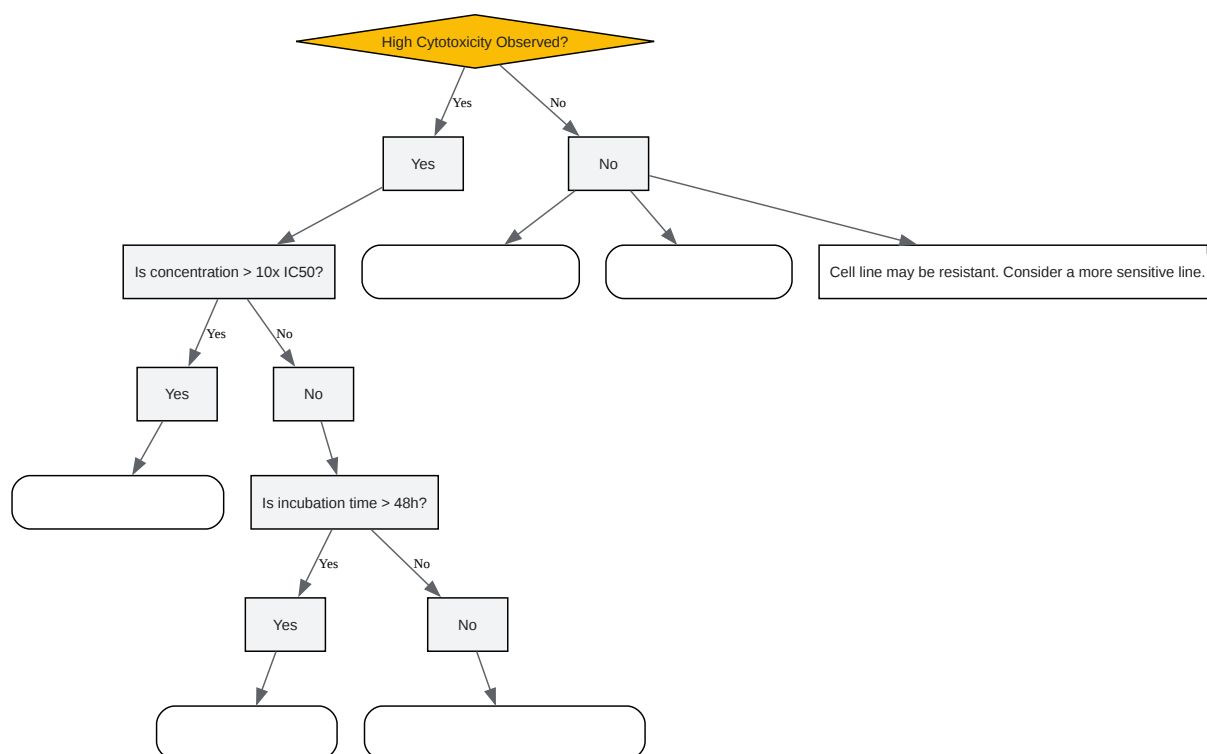 High Cytotoxicity Observed?
Yes
No
Yes
No
Is concentration > 10x IC50?
Cell line may be resistant. Consider a more sensitive line.
Yes
No
Yes
No
Is incubation time > 48h?
Yes
No
Yes
No